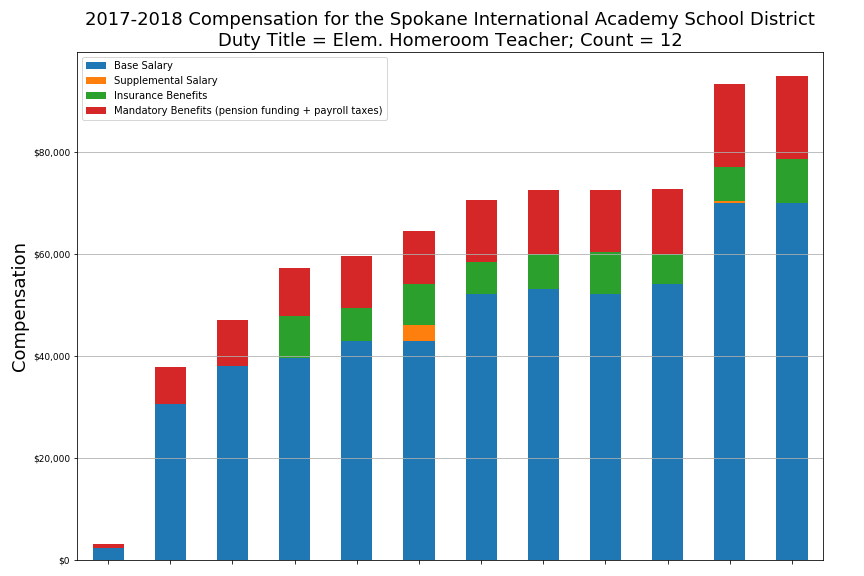 2017-2018 Compensation for the Spokane International Academy School District
Duty Title = Elem. Homeroom Teacher; Count = 12
Base Salary
Supplemental Salary
Insurance Benefits
Mandatory Benefits (pension funding + payroll taxes)
Compensation
$80,000
$60,000
$40,000
$20,000
$0